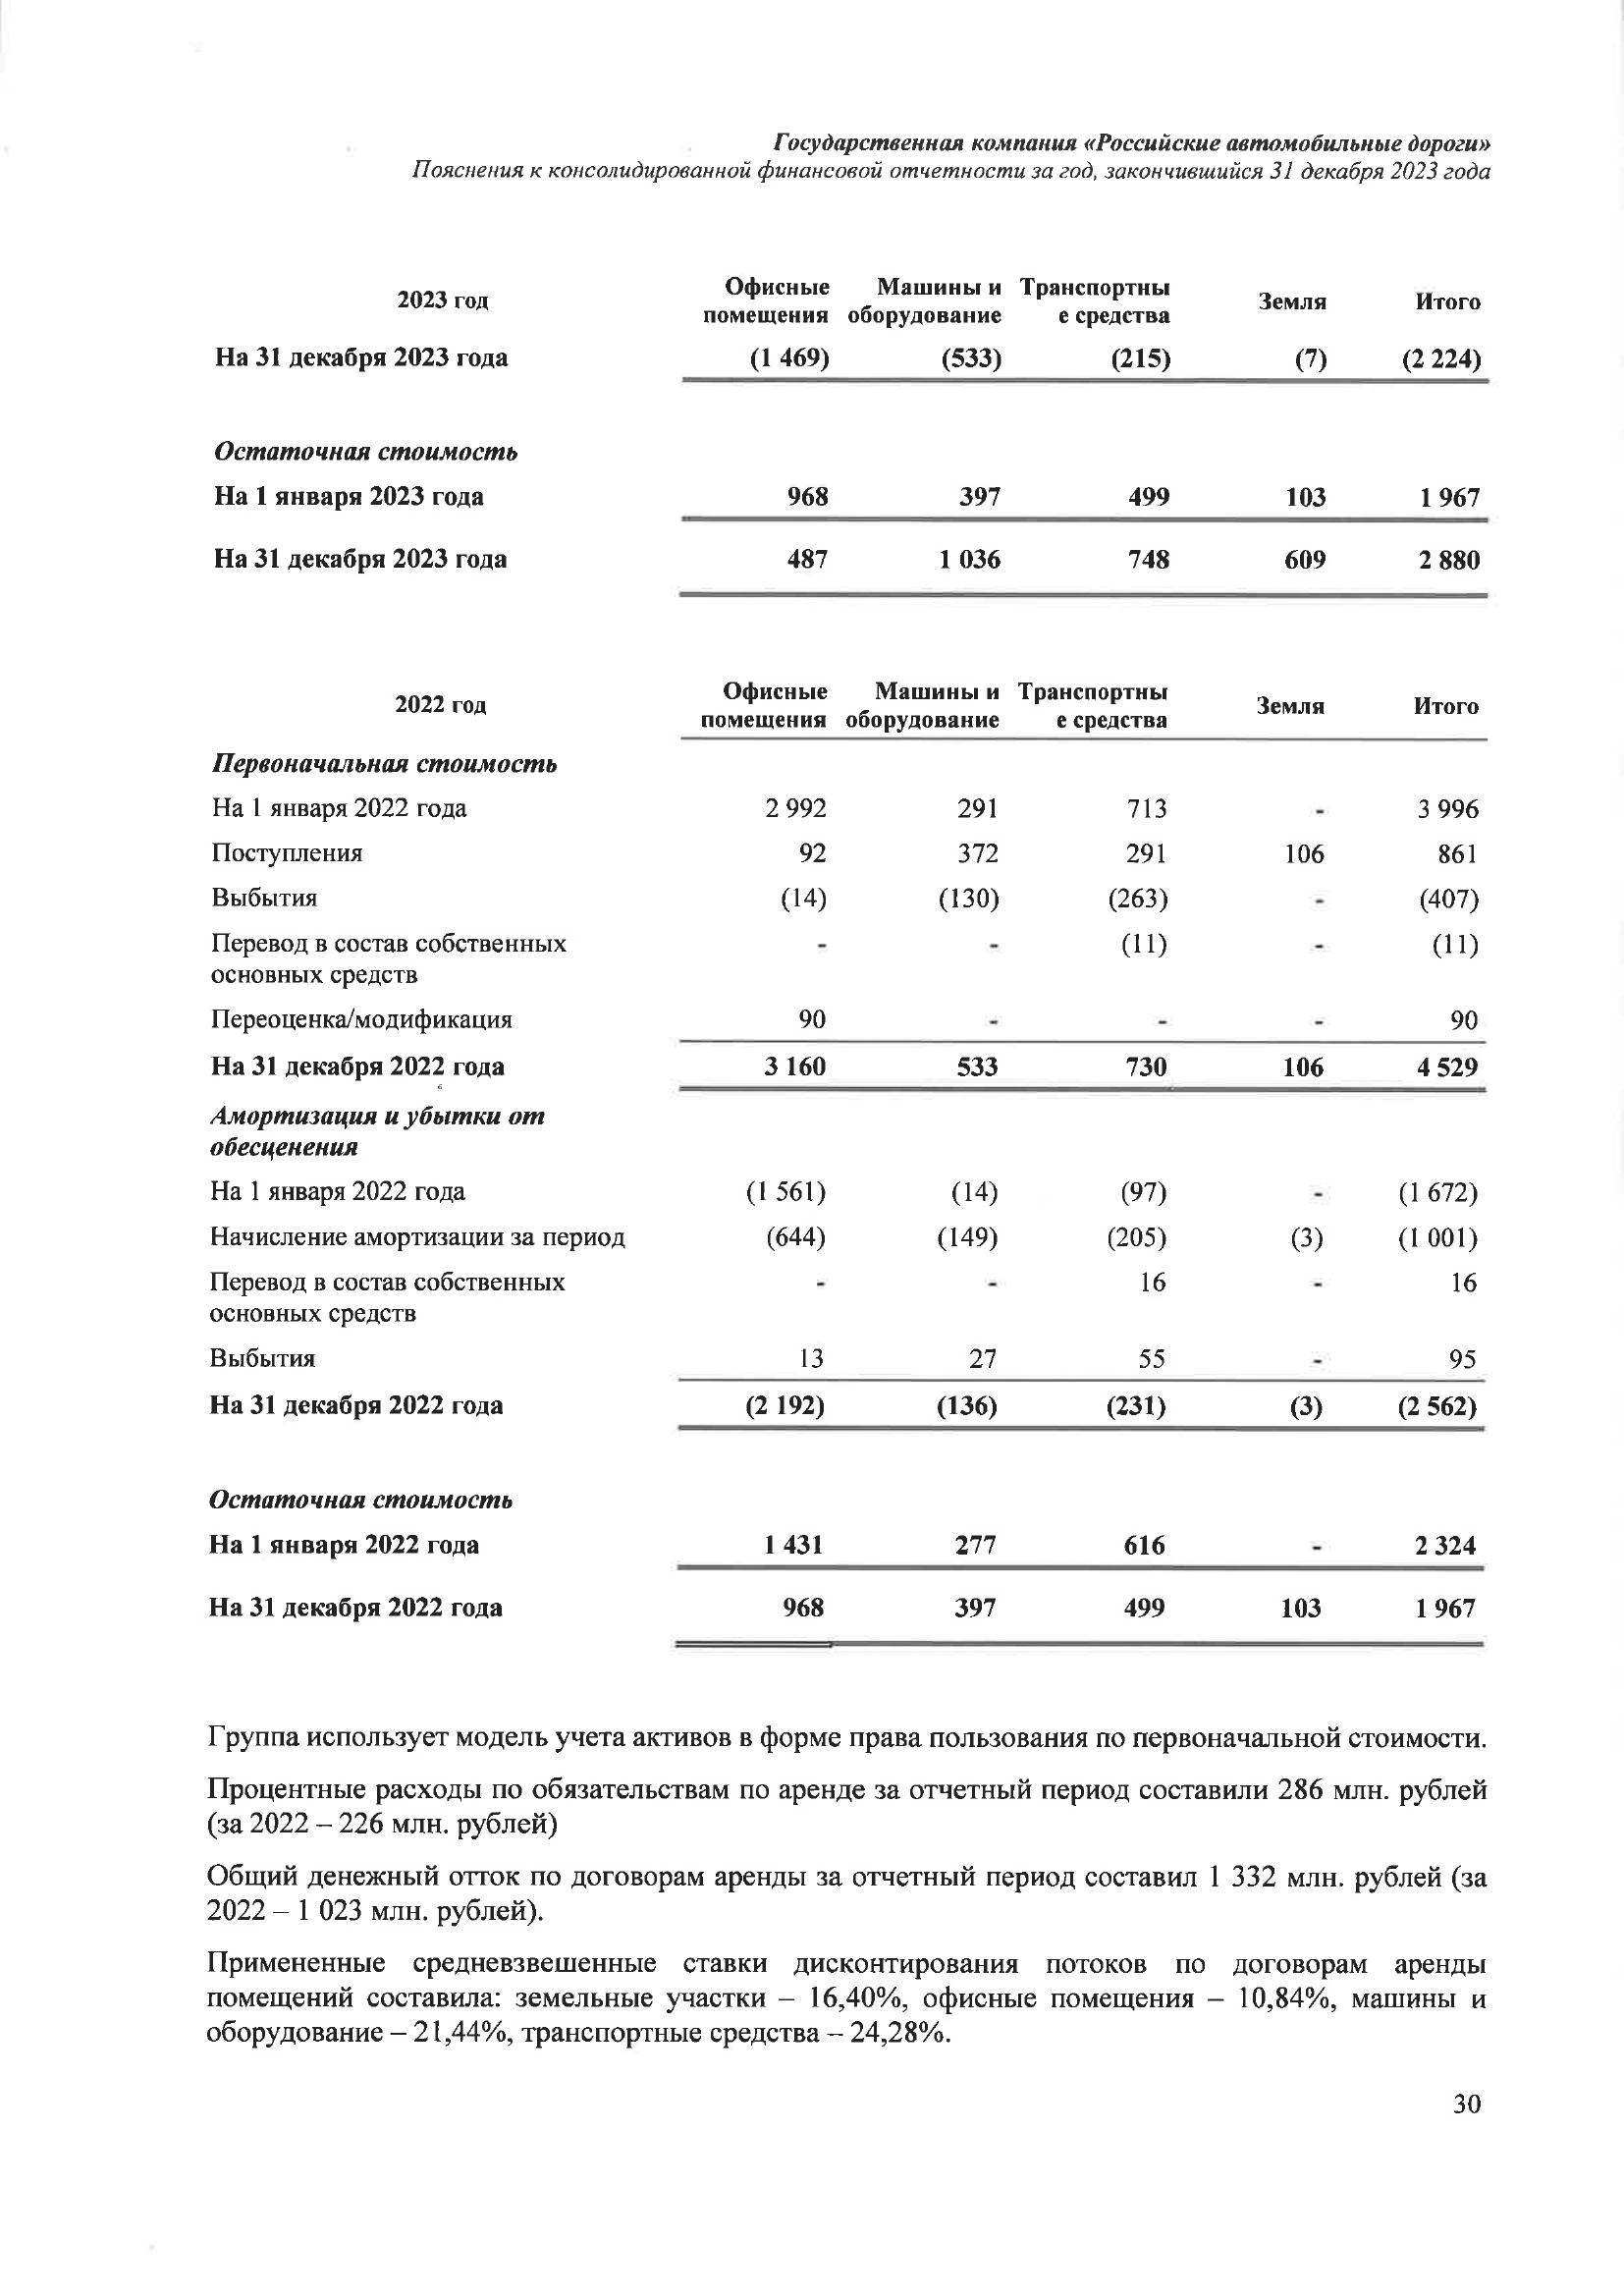 Государственная компания «Российские автомобильные дороги»
Пояснения к консолидированной финансовой отчетности за год, закончившийся 31 декабря 2023 года
2023 год Офисные помещения Машины и оборудование Транспортны е средства Земля Итого
На 31 декабря 2023 года (1 469) (533) (215) (7) (2 224)
Остаточная стоимость
На 1 января 2023 года 968 397 499 103 1 967
На 31 декабря 2023 года 487 1 036 748 609 2 880
2022 год Офисные помещения Машины и оборудование Транспортны е средства Земля Итого
Первоначальная стоимость
На 1 января 2022 года 2 992 291 713 - 3 996
Поступления 92 372 291 106 861
Выбытия (14) (130) (263) - (407)
Перевод в состав собственных - - (11) - (11)
основных средств
Переоценка/модификация 90 - - - 90
На 31 декабря 2022 года 3 160 533 730 106 4 529
Амортизация и убытки от
обесценения
На 1 января 2022 года (1 561) (14) (97) - (1 672)
Начисление амортизации за период (644) (149) (205) (3) (1 001)
Перевод в состав собственных - - 16 - 16
основных средств
Выбытия 13 27 55 - 95
На 31 декабря 2022 года (2 192) (136) (231) (3) (2 562)
Остаточная стоимость
На 1 января 2022 года 1 431 277 616 - 2 324
На 31 декабря 2022 года 968 397 499 103 1 967
Группа использует модель учета активов в форме права пользования по первоначальной стоимости.
Процентные расходы по обязательствам по аренде за отчетный период составили 286 млн. рублей
(за 2022 – 226 млн. рублей)
Общий денежный отток по договорам аренды за отчетный период составил 1 332 млн. рублей (за
2022 – 1 023 млн. рублей).
Примененные средневзвешенные ставки дисконтирования потоков по договорам аренды
помещений составила: земельные участки – 16,40%, офисные помещения – 10,84%, машины и
оборудование – 21,44%, транспортные средства – 24,28%.
30